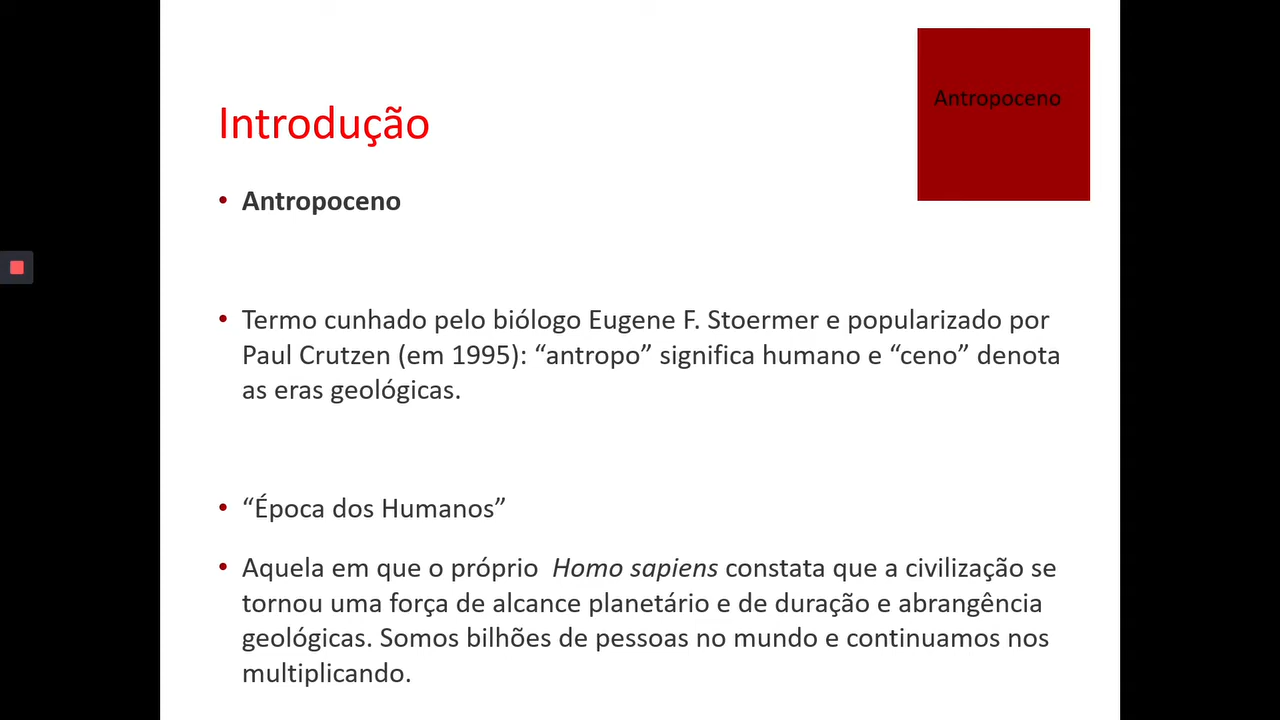 Antropoceno
Introdução
• Antropoceno
• Termo cunhado pelo biólogo Eugene F. Stoermer e popularizado por
Paul Crutzen (em 1995): “antropo” significa humano e “ceno” denota
as eras geológicas.
• “Época dos Humanos”
• Aquela em que o próprio Homo sapiens constata que a civilização se
tornou uma força de alcance planetário e de duração e abrangência
geológicas. Somos bilhões de pessoas no mundo e continuamos nos
multiplicando.